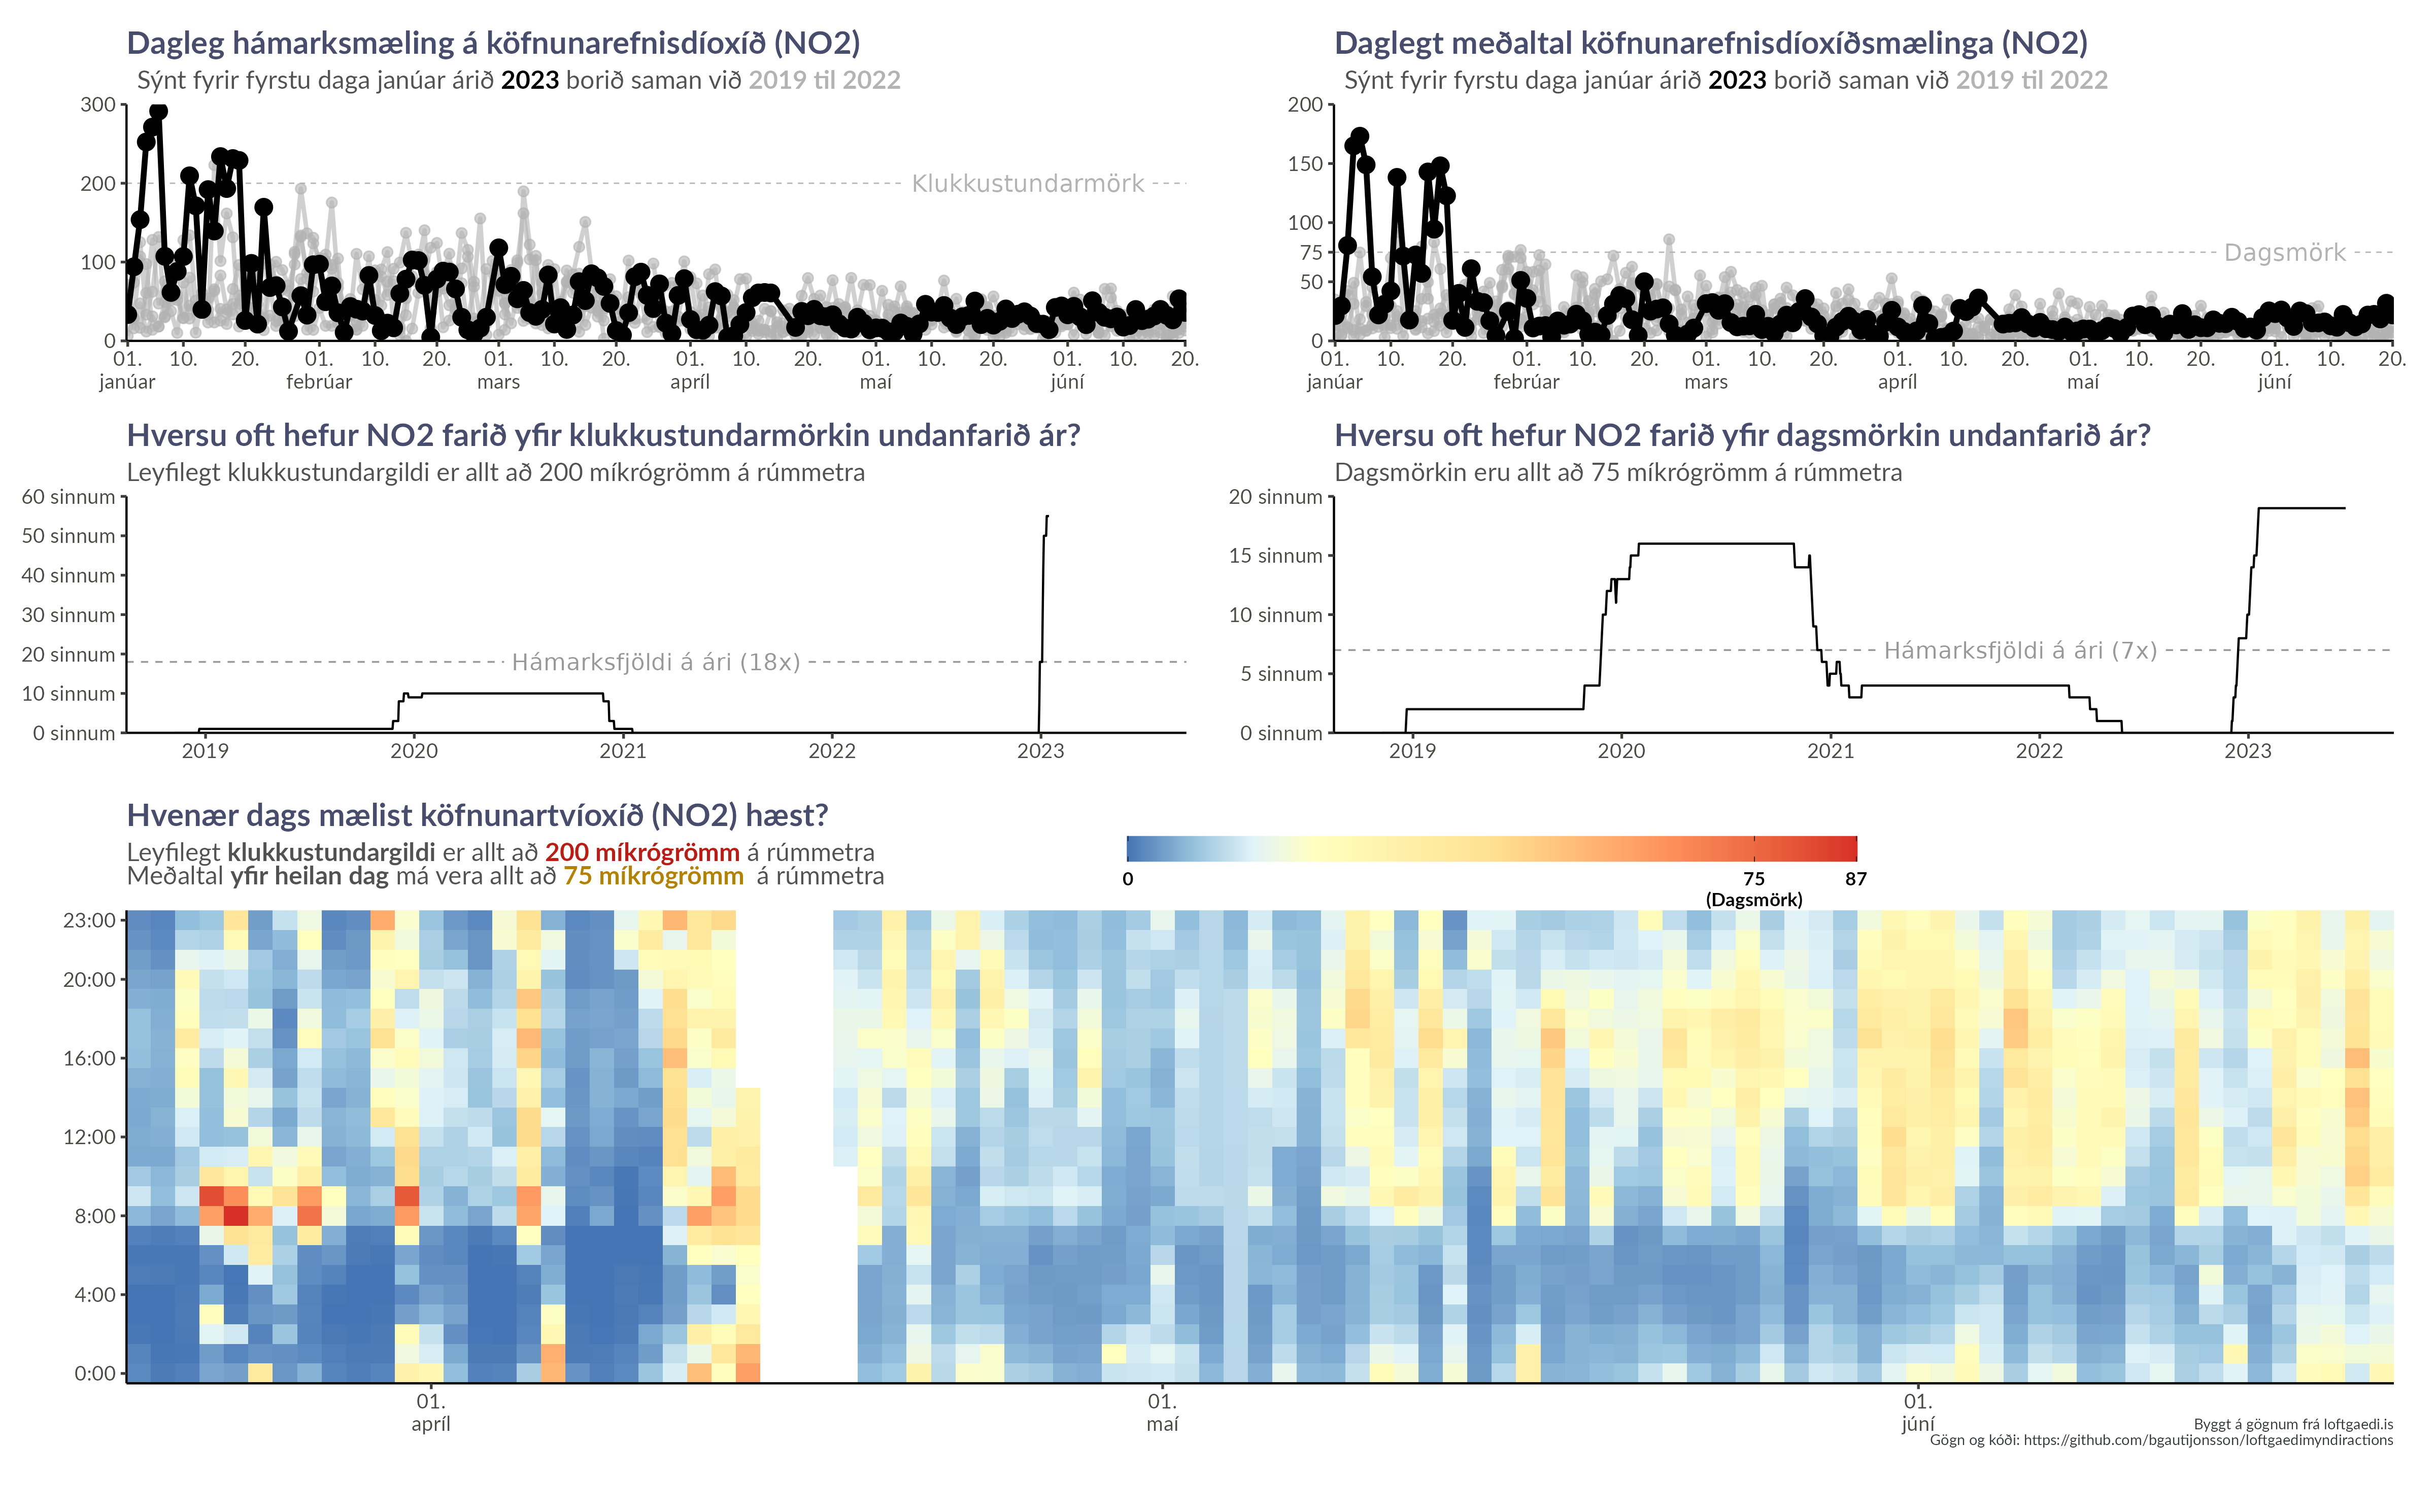 Dagleg hámarksmæling á köfnunarefnisdíoxíð (NO2)
Sýnt fyrir fyrstu daga janúar árið 2023 borið saman við 2019 til 2022
300
200
100
0
Klukkustundarmörk
01. 10. 20. 01. 10. 20. 01. 10. 20. 01. 10. 20. 01. 10. 20. 01. 10. 20.
janúar febrúar mars apríl maí júní
Daglegt meðaltal köfnunarefnisdíoxíðsmælinga (NO2)
Sýnt fyrir fyrstu daga janúar árið 2023 borið saman við 2019 til 2022
200
150
100
75
50
0
Dagsmörk
01. 10. 20. 01. 10. 20. 01. 10. 20. 01. 10. 20. 01. 10. 20. 01. 10. 20.
janúar febrúar mars apríl maí júní
Hversu oft hefur NO2 farið yfir klukkustundarmörkin undanfarið ár?
Leyfilegt klukkustundargildi er allt að 200 míkrógrömm á rúmmetra
60 sinnum
50 sinnum
40 sinnum
30 sinnum
20 sinnum
10 sinnum
0 sinnum
Hámarksfjöldi á ári (18x)
2019 2020 2021 2022 2023
Hversu oft hefur NO2 farið yfir dagsmörkin undanfarið ár?
Dagsmörkin eru allt að 75 míkrógrömm á rúmmetra
20 sinnum
15 sinnum
10 sinnum
5 sinnum
0 sinnum
Hámarksfjöldi á ári (7x)
2019 2020 2021 2022 2023
Hvenær dags mælist köfnunartvíoxíð (NO2) hæst?
Leyfilegt klukkustundargildi er allt að 200 míkrógrömm á rúmmetra
Meðaltal yfir heilan dag má vera allt að 75 míkrógrömm á rúmmetra
0 75 87
(Dagsmörk)
23:00
20:00
16:00
12:00
8:00
4:00
0:00
01. 01. 01.
apríl maí júní
Byggt á gögnum frá loftgaedi.is
Gögn og kóði: https://github.com/bgautijonsson/loftgaedimyndiractions